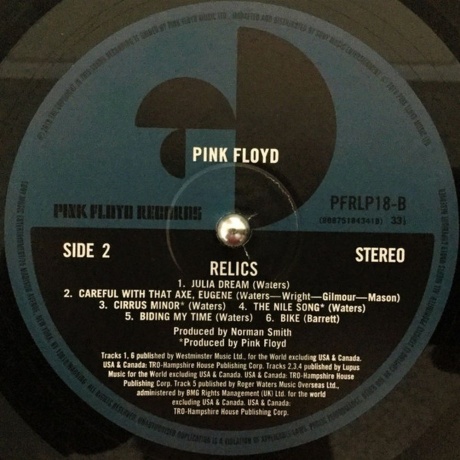 PINK FLOYD
PINK FLOYD RECORDS
PFRLP18-B
33⅓
SIDE 2
STEREO
RELICS
1. JULIA DREAM (Waters)
2. CAREFUL WITH THAT AXE, EUGENE (Waters—Wright—Gilmour—Mason)
3. CIRRUS MINOR* (Waters) 4. THE NILE SONG* (Waters)
5. BIDING MY TIME (Waters) 6. BIKE (Barrett)
Produced by Norman Smith
*Produced by Pink Floyd
Tracks 1, 6 published by Westminster Music Ltd., for the world excluding USA & Canada.
USA & Canada: TRO-Hampshire House Publishing Corp. Tracks 2,3,4 published by Lupus
Music for the World excluding USA & Canada. USA & Canada: TRO-Hampshire House
Publishing Corp. Track 5 published by Roger Waters Music Overseas Ltd.,
administered by BMG Rights Management (UK) Ltd. for the world
excluding USA & Canada. USA & Canada:
TRO-Hampshire House Publishing Corp.